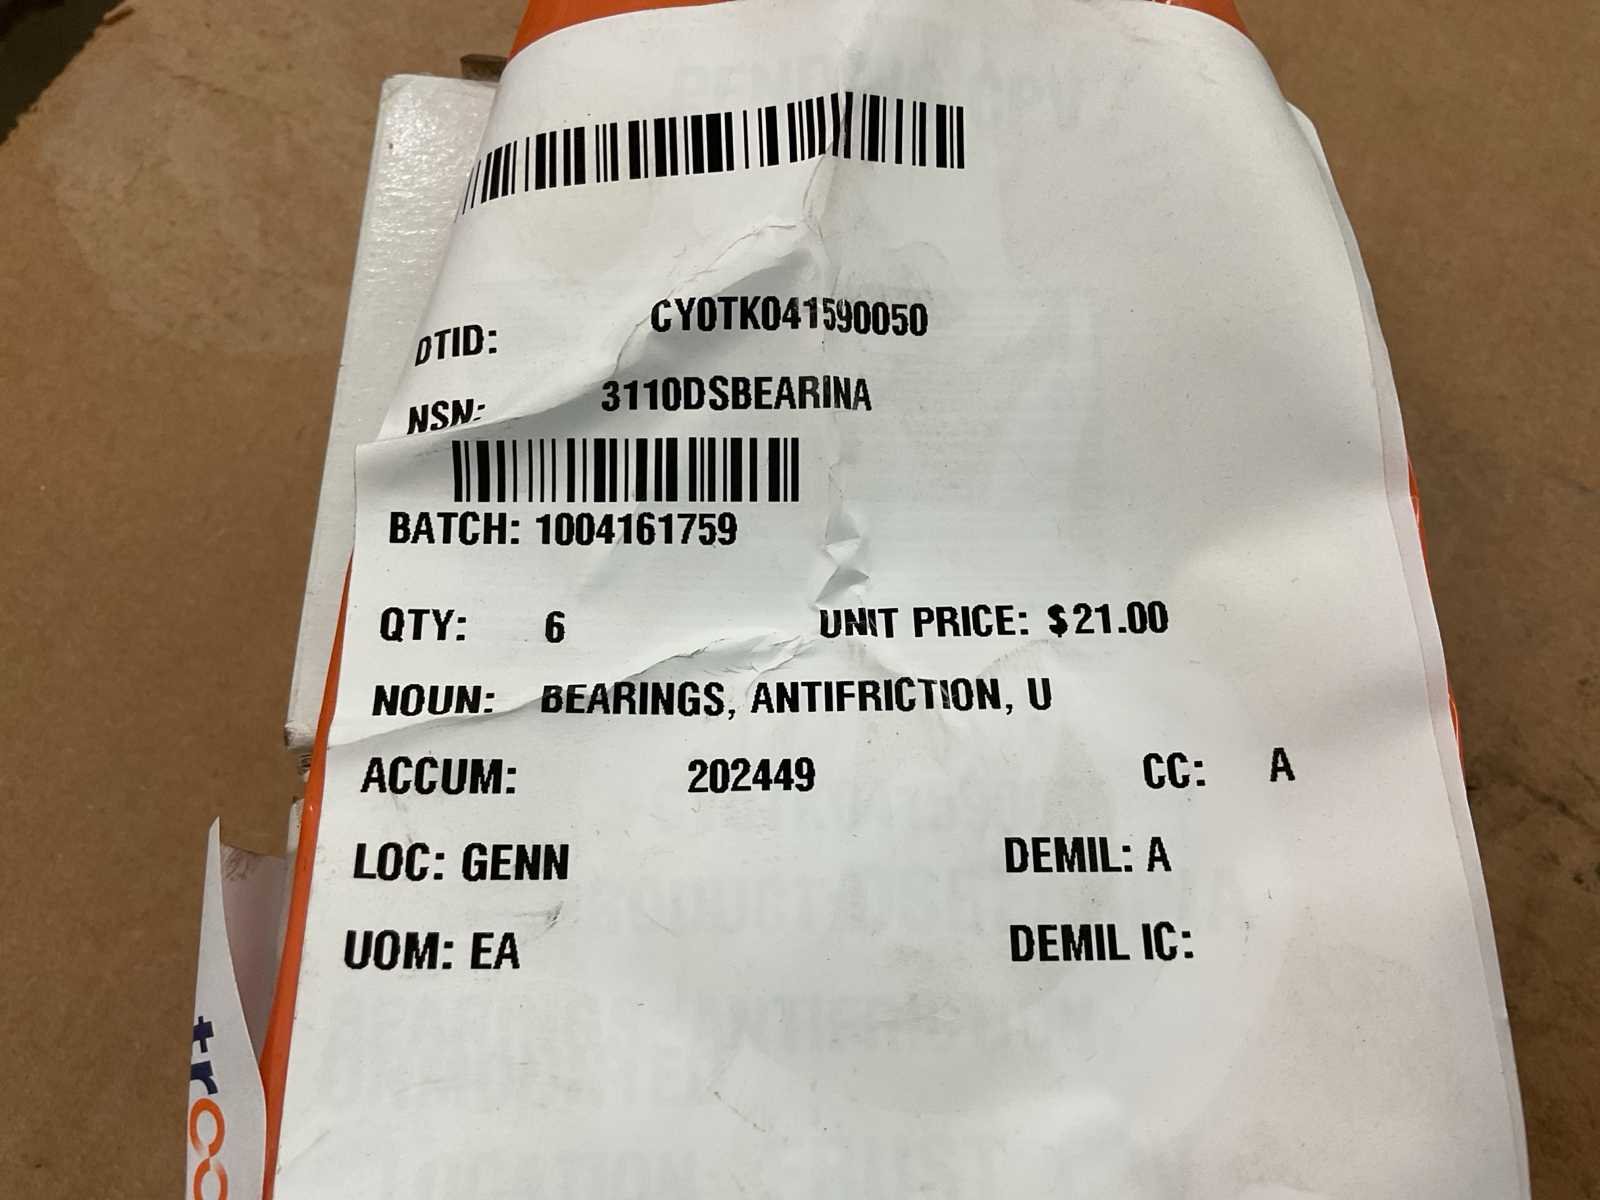 DTID: CY0TK041590050
NSN: 3110DSBEARINA
BATCH: 1004161759
QTY: 6 UNIT PRICE: $21.00
NOUN: BEARINGS, ANTIFRICTION, U
ACCUM: 202449 CC: A
LOC: GENN DEMIL: A
UOM: EA DEMIL IC: